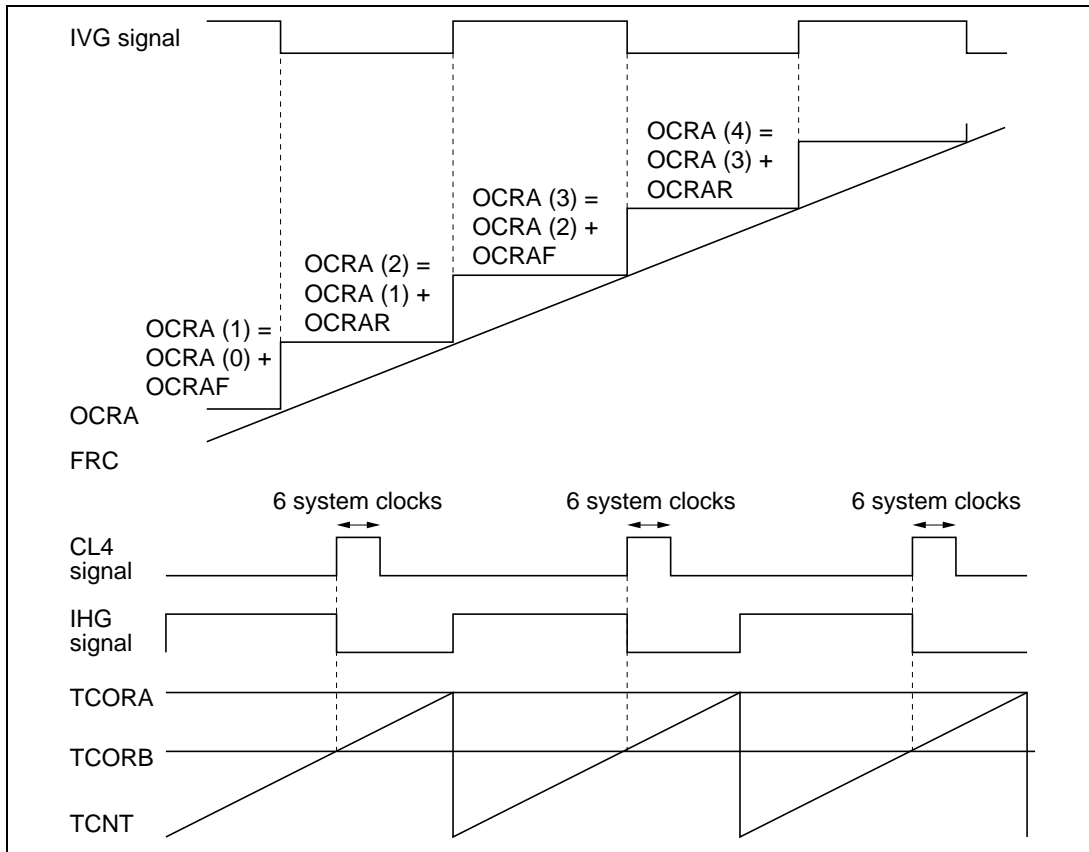 IVG signal
OCRA (4) =
OCRA (3) +
OCRAR
OCRA (3) =
OCRA (2) +
OCRAF
OCRA (2) =
OCRA (1) +
OCRAR
OCRA (1) =
OCRA (0) +
OCRAF
OCRA
FRC
6 system clocks
6 system clocks
6 system clocks
CL4
signal
IHG
signal
TCORA
TCORB
TCNT